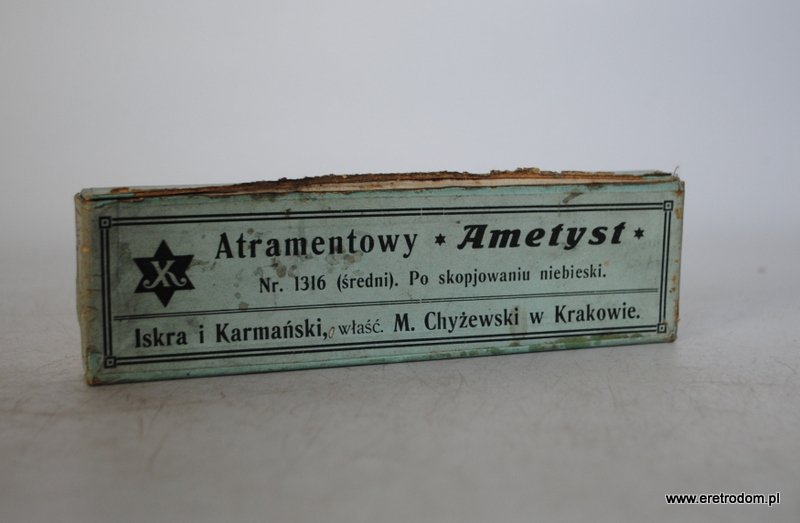 Atramentowy * Ametyst *
Nr. 1316 (średni). Po skopjowaniu niebieski.
Iskra i Karmański, właść. M. Chyżewski w Krakowie.
www.eretrodom.pl